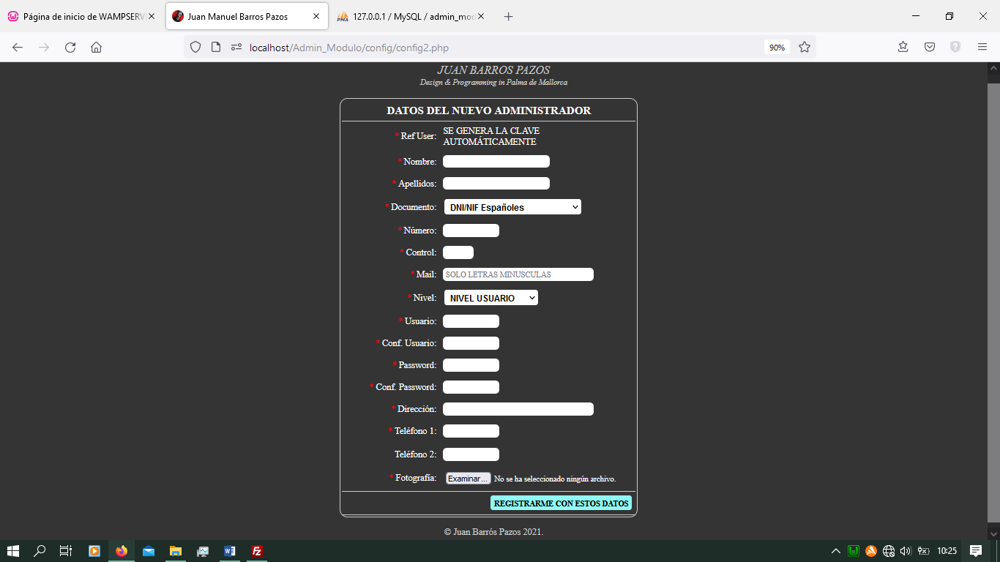 Página de inicio de WAMPSERV
Juan Manuel Barros Pazos
127.0.0.1 / MySQL / admin_mod
localhost/Admin_Modulo/config/config2.php
90%
JUAN BARROS PAZOS
Design & Programming in Palma de Mallorca
DATOS DEL NUEVO ADMINISTRADOR
* Ref User: SE GENERA LA CLAVE
AUTOMÁTICAMENTE
* Nombre:
* Apellidos:
* Documento: DNI/NIF Españoles
* Número:
* Control:
* Mail: SOLO LETRAS MINUSCULAS
* Nivel: NIVEL USUARIO
* Usuario:
* Conf. Usuario:
* Password:
* Conf. Password:
* Dirección:
* Teléfono 1:
Teléfono 2:
* Fotografía: Examinar... No se ha seleccionado ningún archivo.
REGISTRARME CON ESTOS DATOS
© Juan Barrós Pazos 2021.
10:25